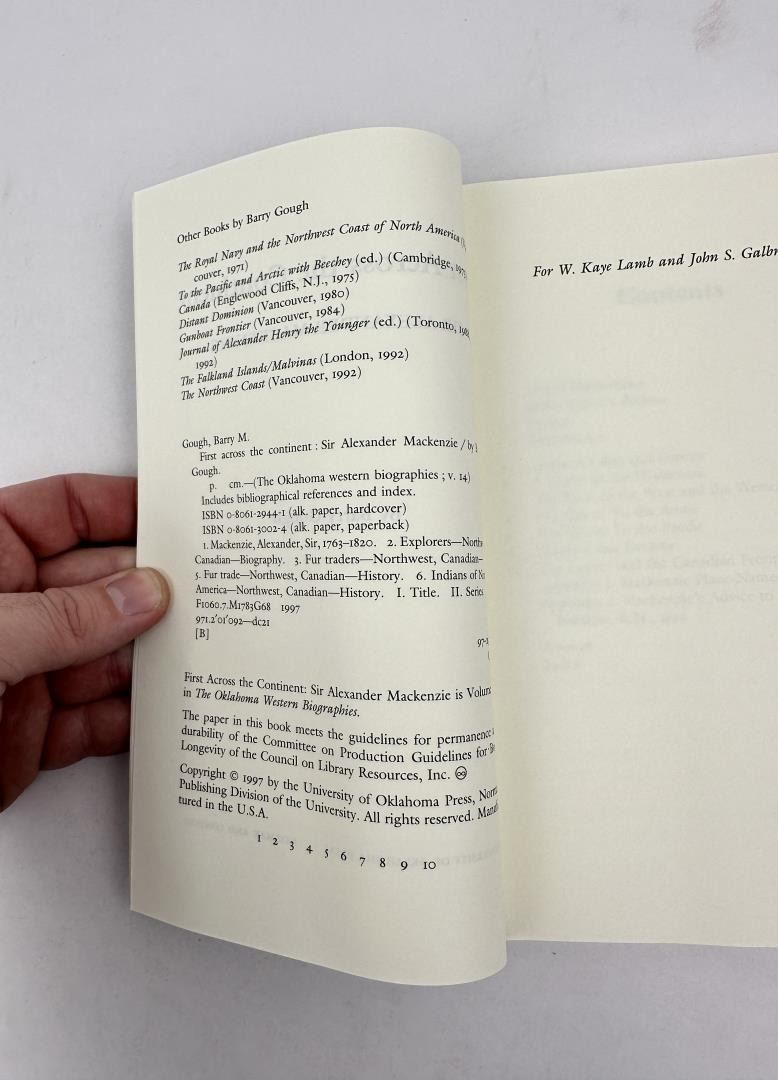 Other Books by Barry Gough
The Royal Navy and the Northwest Coast of North America
couver, 1971)
To the Pacific and Arctic with Beechey (ed.) (Cambridge, 1973
Canada (Englewood Cliffs, N.J., 1975)
Distant Dominion (Vancouver, 1980)
Gunboat Frontier (Vancouver, 1984)
Journal of Alexander Henry the Younger (ed.) (Toronto,
1992)
The Falkland Islands/Malvinas (London, 1992)
The Northwest Coast (Vancouver, 1992)
Gough, Barry M.
First across the continent : Sir Alexander Mackenzie / by
Gough.
p. cm.—(The Oklahoma western biographies ; v. 14)
Includes bibliographical references and index.
ISBN 0-8061-2944-1 (alk. paper, hardcover)
ISBN 0-8061-3002-4 (alk. paper, paperback)
1. Mackenzie, Alexander, Sir, 1763–1820. 2. Explorers—North
Canadian—Biography. 3. Fur traders—Northwest, Canadian—
5. Fur trade—Northwest, Canadian—History. 6. Indians of
America—Northwest, Canadian—History. I. Title. II. Series
F1060.7.M1783G68 1997
971.2'01'092—dc21
[B]
97-1
First Across the Continent: Sir Alexander Mackenzie is Volu
in The Oklahoma Western Biographies.
The paper in this book meets the guidelines for permanence
durability of the Committee on Production Guidelines for
Longevity of the Council on Library Resources, Inc. ♾
Copyright © 1997 by the University of Oklahoma Press, Norm
Publishing Division of the University. All rights reserved. Manu
tured in the U.S.A.
1 2 3 4 5 6 7 8 9 10
For W. Kaye Lamb and John S. Galbr